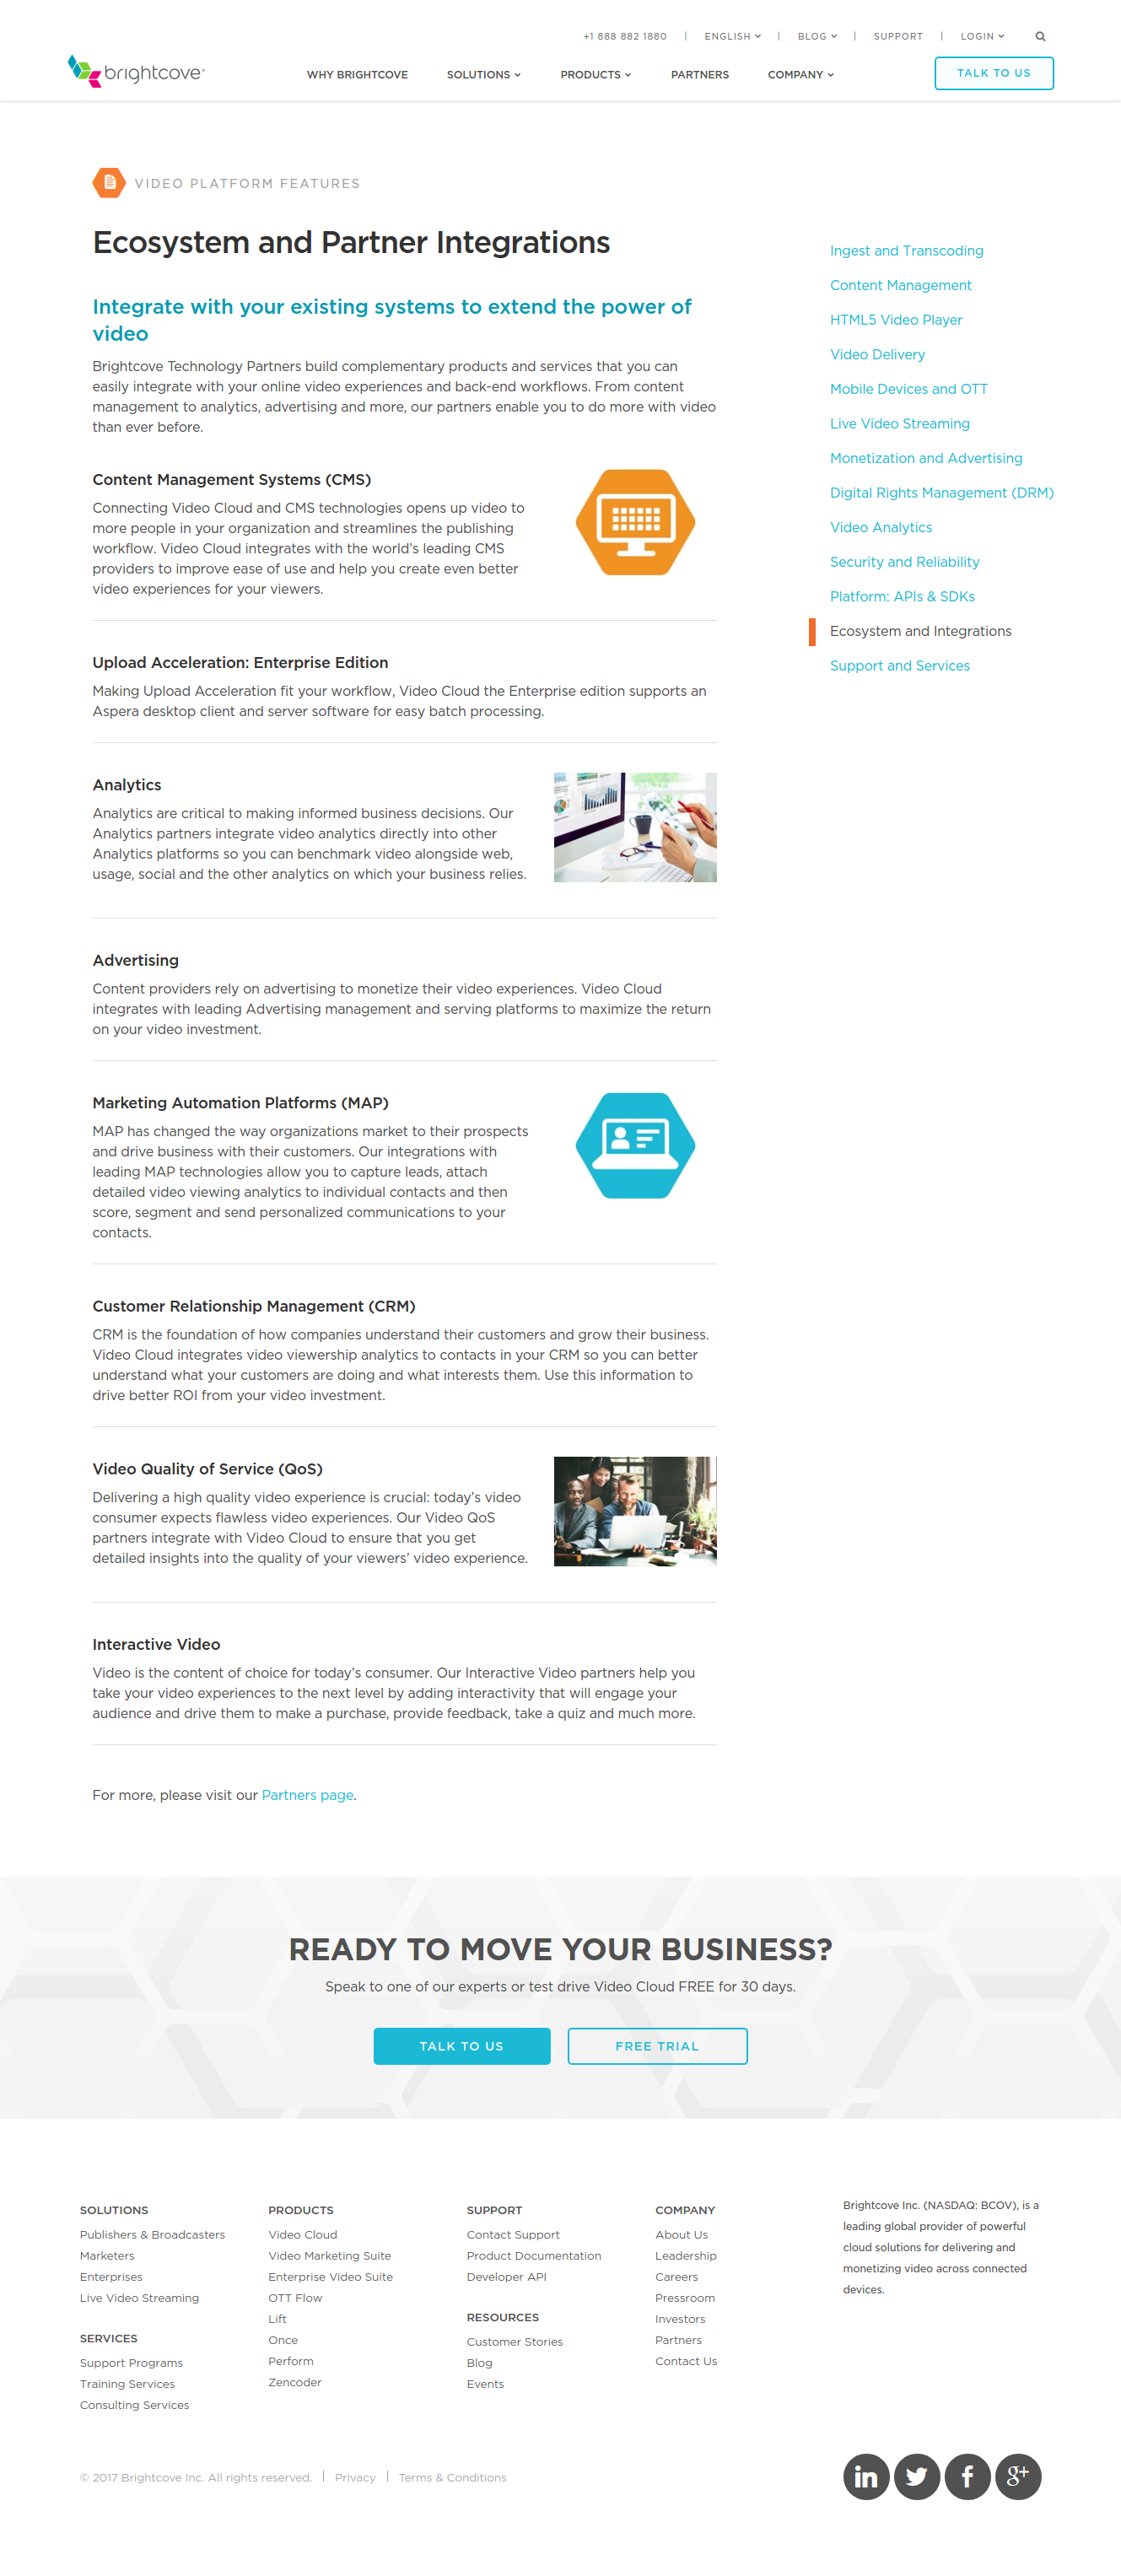 +1 888 882 1880 | ENGLISH | BLOG | SUPPORT | LOGIN
brightcove
WHY BRIGHTCOVE SOLUTIONS PRODUCTS PARTNERS COMPANY TALK TO US
VIDEO PLATFORM FEATURES
Ecosystem and Partner Integrations
Integrate with your existing systems to extend the power of
video
Brightcove Technology Partners build complementary products and services that you can
easily integrate with your online video experiences and back-end workflows. From content
management to analytics, advertising and more, our partners enable you to do more with video
than ever before.
Content Management Systems (CMS)
Connecting Video Cloud and CMS technologies opens up video to
more people in your organization and streamlines the publishing
workflow. Video Cloud integrates with the world's leading CMS
providers to improve ease of use and help you create even better
video experiences for your viewers.
Upload Acceleration: Enterprise Edition
Making Upload Acceleration fit your workflow, Video Cloud the Enterprise edition supports an
Aspera desktop client and server software for easy batch processing.
Analytics
Analytics are critical to making informed business decisions. Our
Analytics partners integrate video analytics directly into other
Analytics platforms so you can benchmark video alongside web,
usage, social and the other analytics on which your business relies.
Advertising
Content providers rely on advertising to monetize their video experiences. Video Cloud
integrates with leading Advertising management and serving platforms to maximize the return
on your video investment.
Marketing Automation Platforms (MAP)
MAP has changed the way organizations market to their prospects
and drive business with their customers. Our integrations with
leading MAP technologies allow you to capture leads, attach
detailed video viewing analytics to individual contacts and then
score, segment and send personalized communications to your
contacts.
Customer Relationship Management (CRM)
CRM is the foundation of how companies understand their customers and grow their business.
Video Cloud integrates video viewership analytics to contacts in your CRM so you can better
understand what your customers are doing and what interests them. Use this information to
drive better ROI from your video investment.
Video Quality of Service (QoS)
Delivering a high quality video experience is crucial: today's video
consumer expects flawless video experiences. Our Video QoS
partners integrate with Video Cloud to ensure that you get
detailed insights into the quality of your viewers' video experience.
Interactive Video
Video is the content of choice for today's consumer. Our Interactive Video partners help you
take your video experiences to the next level by adding interactivity that will engage your
audience and drive them to make a purchase, provide feedback, take a quiz and much more.
For more, please visit our Partners page.
Ingest and Transcoding
Content Management
HTML5 Video Player
Video Delivery
Mobile Devices and OTT
Live Video Streaming
Monetization and Advertising
Digital Rights Management (DRM)
Video Analytics
Security and Reliability
Platform: APIs & SDKs
Ecosystem and Integrations
Support and Services
READY TO MOVE YOUR BUSINESS?
Speak to one of our experts or test drive Video Cloud FREE for 30 days.
TALK TO US FREE TRIAL
SOLUTIONS
Publishers & Broadcasters
Marketers
Enterprises
Live Video Streaming
SERVICES
Support Programs
Training Services
Consulting Services
PRODUCTS
Video Cloud
Video Marketing Suite
Enterprise Video Suite
OTT Flow
Lift
Once
Perform
Zencoder
SUPPORT
Contact Support
Product Documentation
Developer API
RESOURCES
Customer Stories
Blog
Events
COMPANY
About Us
Leadership
Careers
Pressroom
Investors
Partners
Contact Us
Brightcove Inc. (NASDAQ: BCOV), is a
leading global provider of powerful
cloud solutions for delivering and
monetizing video across connected
devices.
© 2017 Brightcove Inc. All rights reserved. | Privacy | Terms & Conditions
in f g+